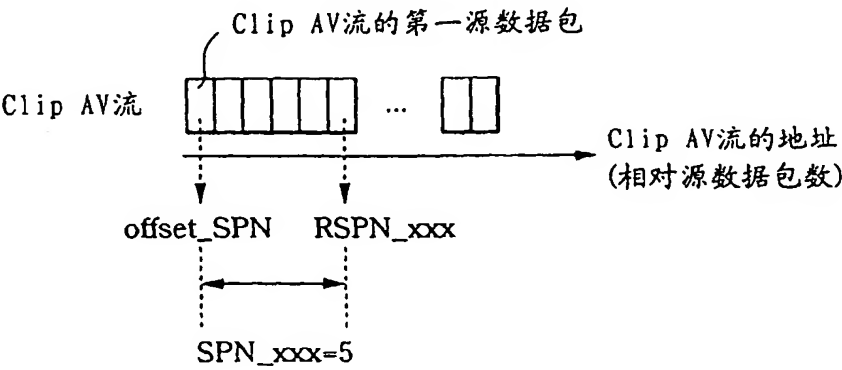 Clip AV流的第一源数据包
Clip AV流
...
Clip AV流的地址
(相对源数据包数)
offset_SPN
RSPN_xxx
SPN_xxx=5